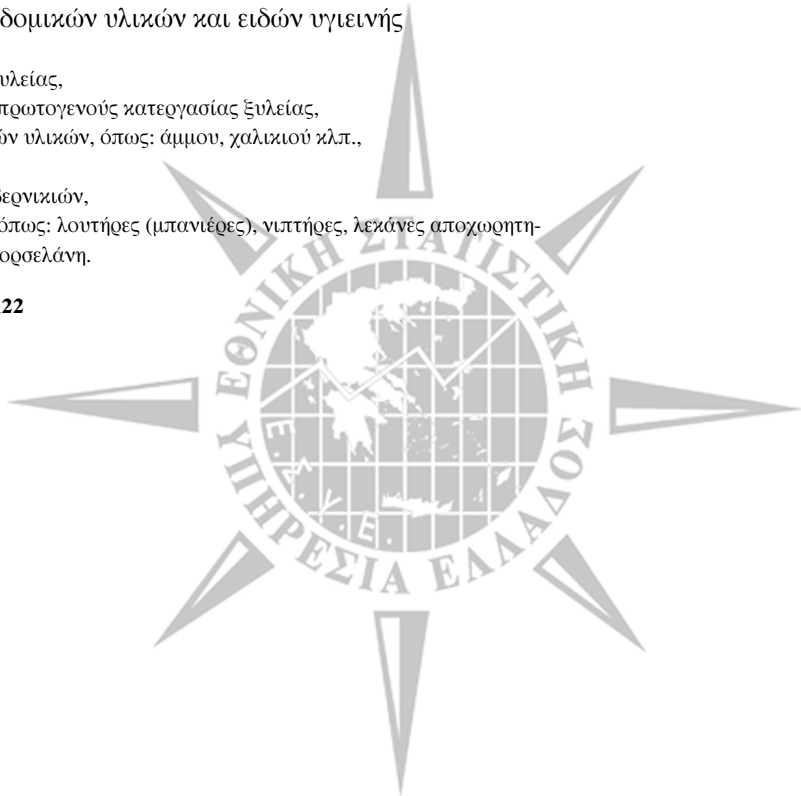 δομικών υλικών και ειδών υγιεινής
υλείας,
πρωτογενούς κατεργασίας ξυλείας,
ών υλικών, όπως: άμμου, χαλικιού κλπ.,
βερνικιών,
όπως: λουτήρες (μπανιέρες), νιπτήρες, λεκάνες αποχωρητη-
ορσελάνη.
22
ΕΘΝΙΚΗ ΣΤΑΤΙΣΤΙΚΗ
ΥΠΗΡΕΣΙΑ ΕΛΛΑΔΟΣ
Ε.Σ.Υ.Ε.